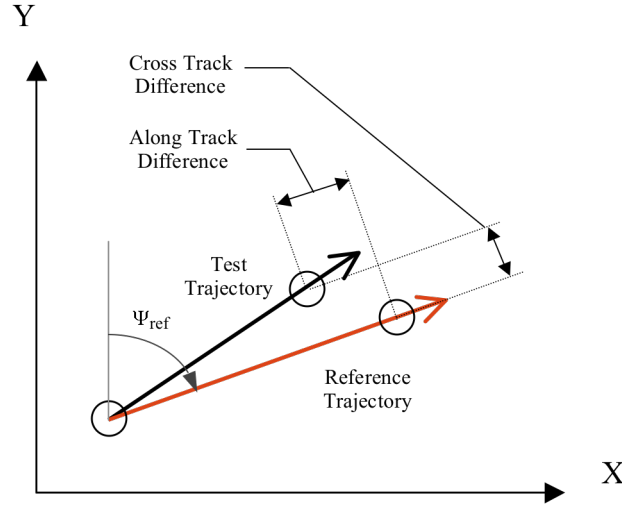 Y
Cross Track
Difference
Along Track
Difference
Test
Trajectory
Ψref
Reference
Trajectory
X